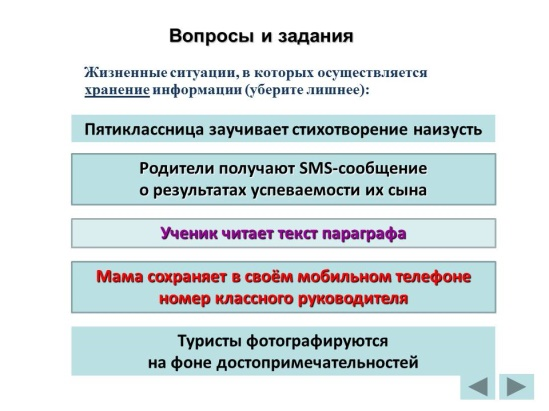 Вопросы и задания
Жизненные ситуации, в которых осуществляется
хранение информации (уберите лишнее):
Пятиклассница заучивает стихотворение наизусть
Родители получают SMS-сообщение
о результатах успеваемости их сына
Ученик читает текст параграфа
Мама сохраняет в своём мобильном телефоне
номер классного руководителя
Туристы фотографируются
на фоне достопримечательностей